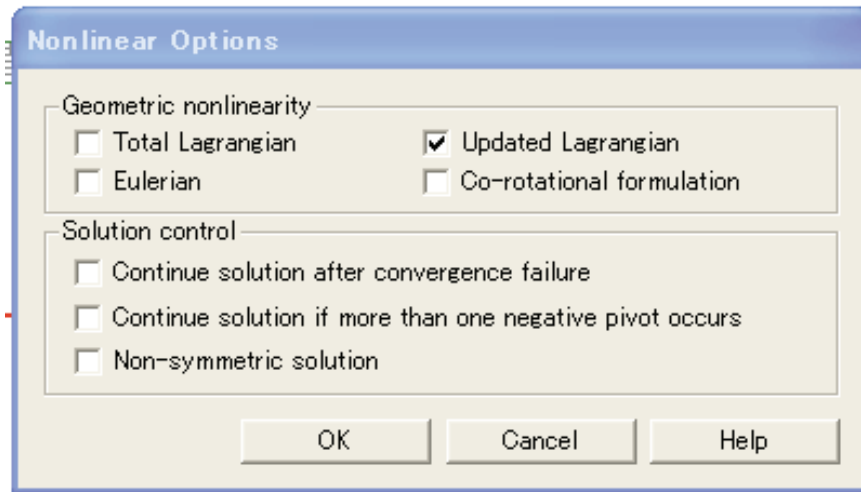 Nonlinear Options
Geometric nonlinearity
Total Lagrangian Updated Lagrangian
Eulerian Co-rotational formulation
Solution control
Continue solution after convergence failure
Continue solution if more than one negative pivot occurs
Non-symmetric solution
OK Cancel Help